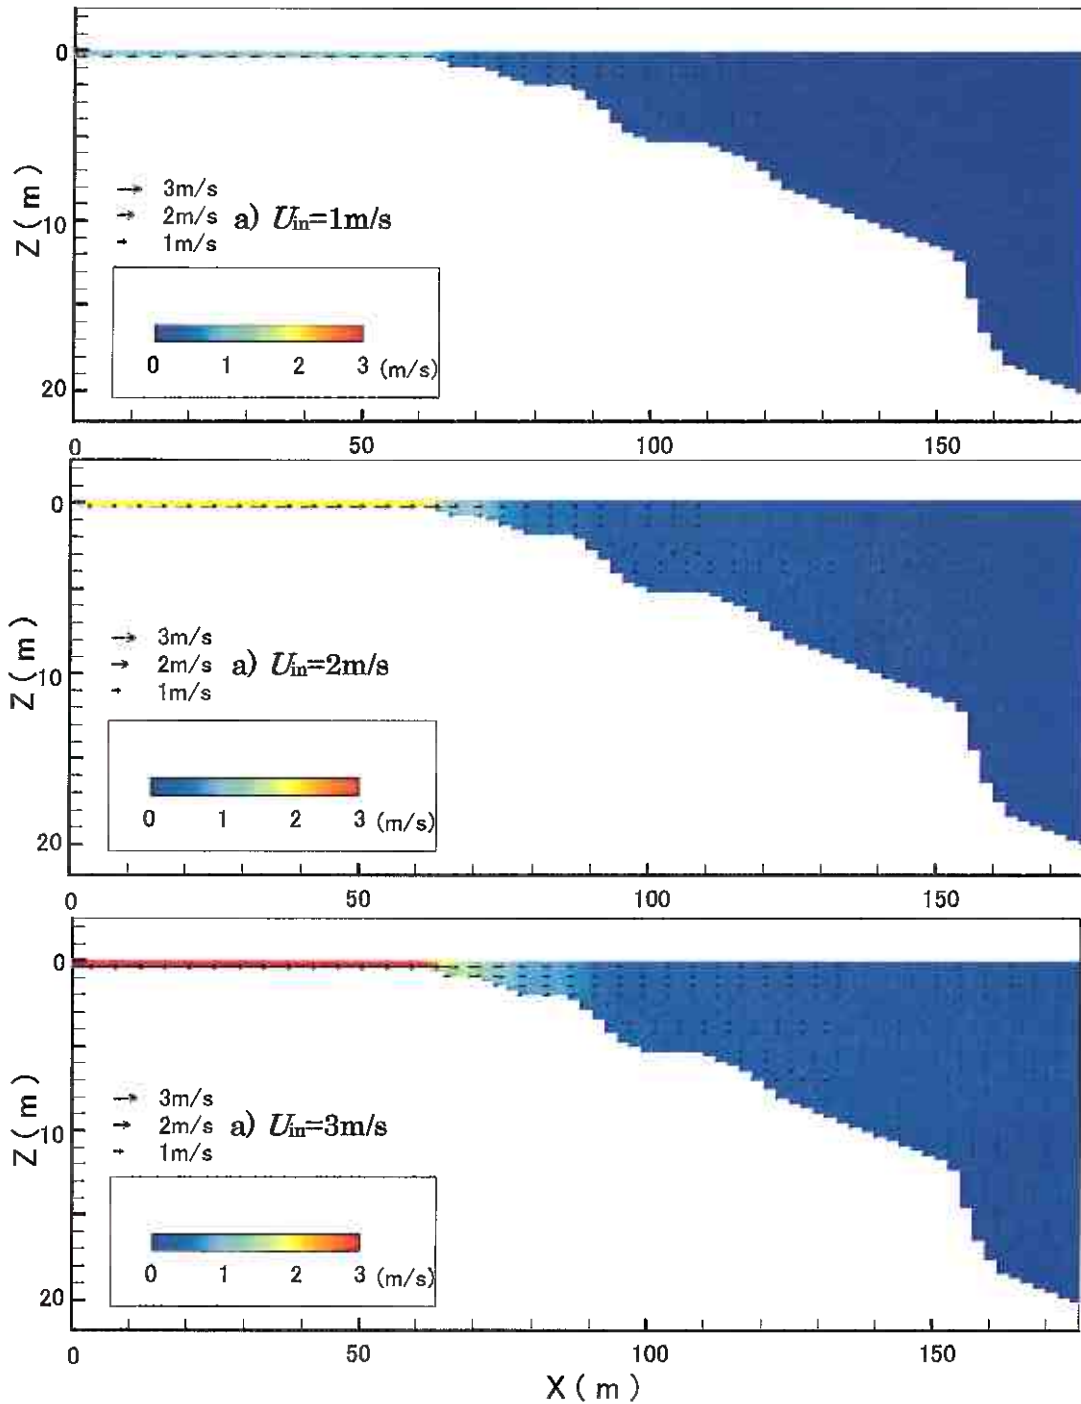 0
Z(m)
10
20
3m/s
2m/s
1m/s
a) Uin=1m/s
0 1 2 3 (m/s)
0 50 100 150
0
Z(m)
10
20
3m/s
2m/s
1m/s
a) Uin=2m/s
0 1 2 3 (m/s)
0 50 100 150
0
Z(m)
10
20
3m/s
2m/s
1m/s
a) Uin=3m/s
0 1 2 3 (m/s)
0 50 100 150
X(m)